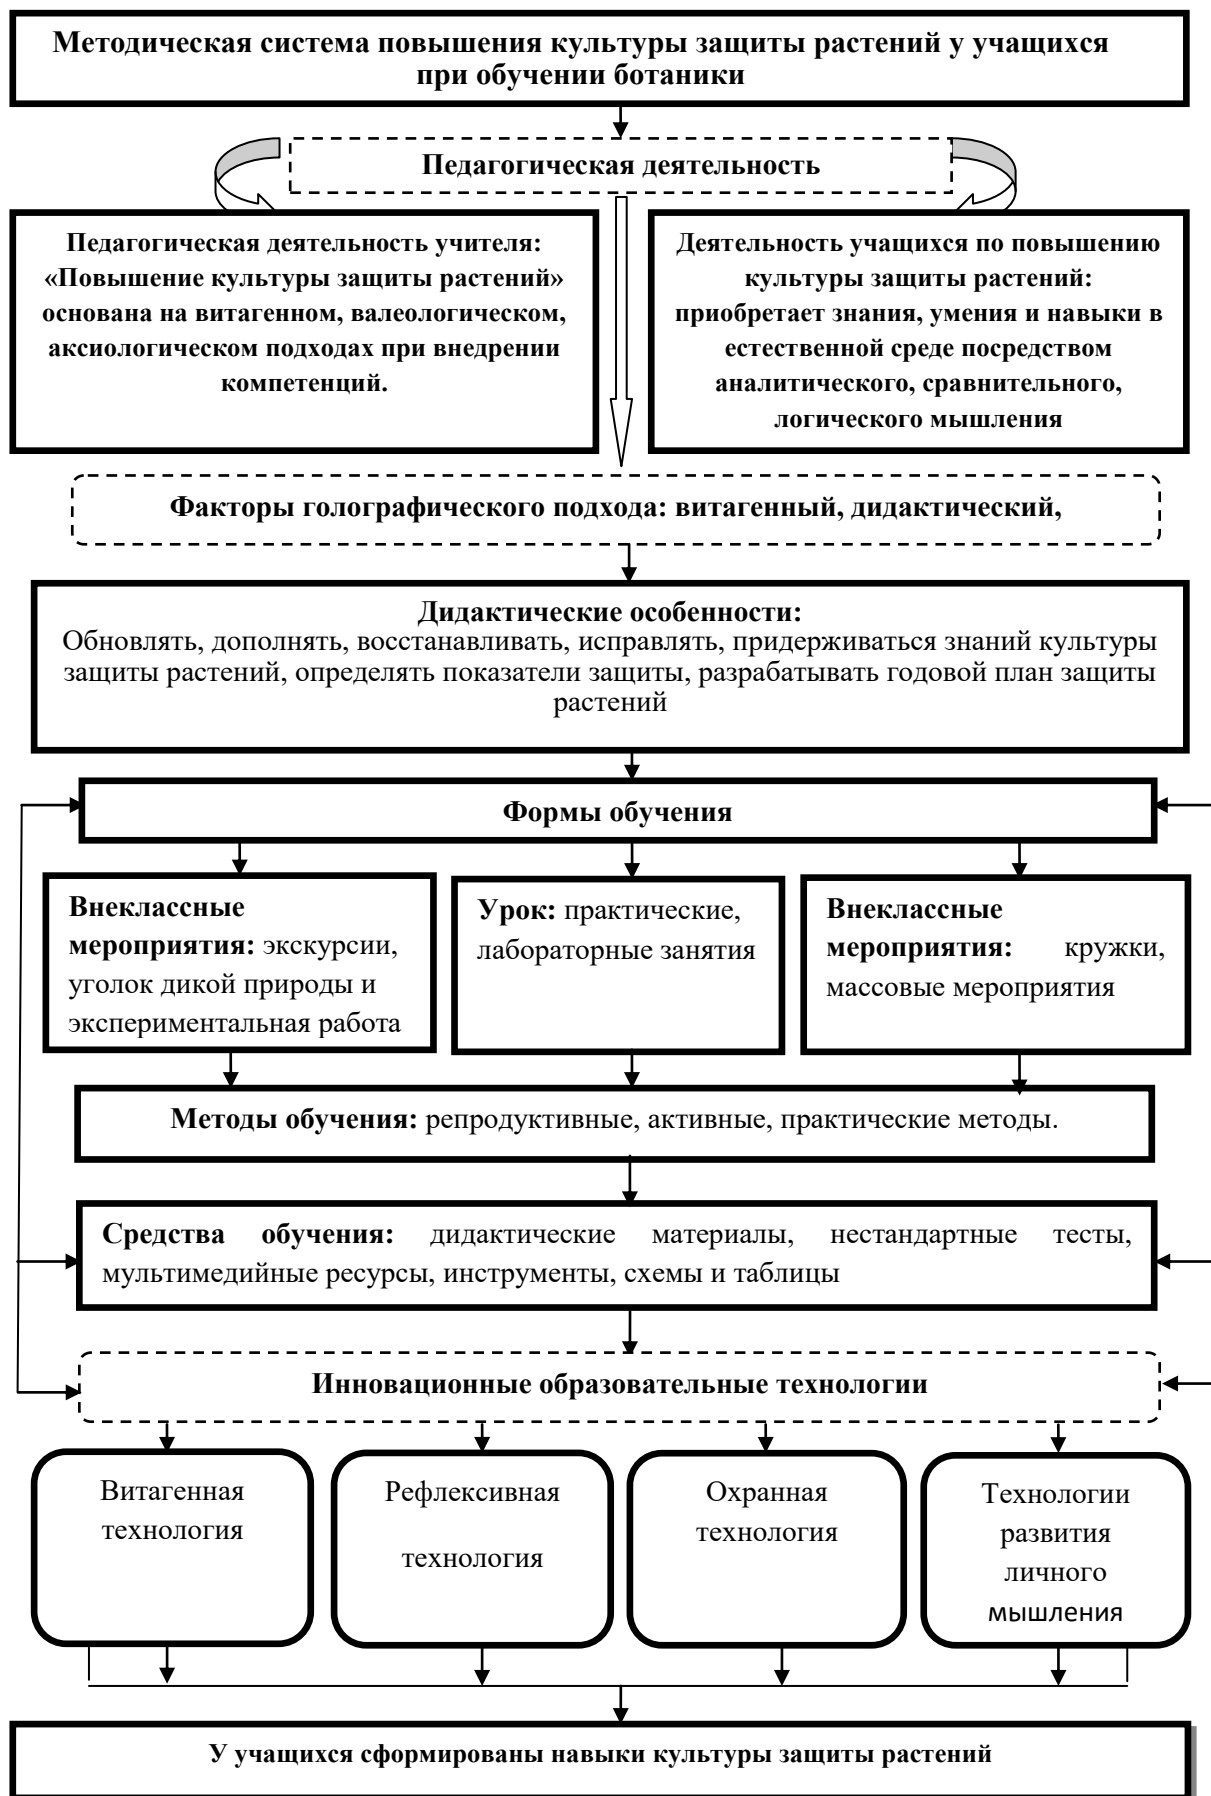 Методическая система повышения культуры защиты растений у учащихся
при обучении ботаники
Педагогическая деятельность
Педагогическая деятельность учителя:
«Повышение культуры защиты растений»
основана на витагенном, валеологическом,
аксиологическом подходах при внедрении
компетенций.
Деятельность учащихся по повышению
культуры защиты растений:
приобретает знания, умения и навыки в
естественной среде посредством
аналитического, сравнительного,
логического мышления
Факторы голографического подхода: витагенный, дидактический,
Дидактические особенности:
Обновлять, дополнять, восстанавливать, исправлять, придерживаться знаний культуры
защиты растений, определять показатели защиты, разрабатывать годовой план защиты
растений
Формы обучения
Внеклассные
мероприятия: экскурсии,
уголок дикой природы и
экспериментальная работа
Урок: практические,
лабораторные занятия
Внеклассные
мероприятия: кружки,
массовые мероприятия
Методы обучения: репродуктивные, активные, практические методы.
Средства обучения: дидактические материалы, нестандартные тесты,
мультимедийные ресурсы, инструменты, схемы и таблицы
Инновационные образовательные технологии
Витагенная
технология
Рефлексивная
технология
Охранная
технология
Технологии
развития
личного
мышления
У учащихся сформированы навыки культуры защиты растений